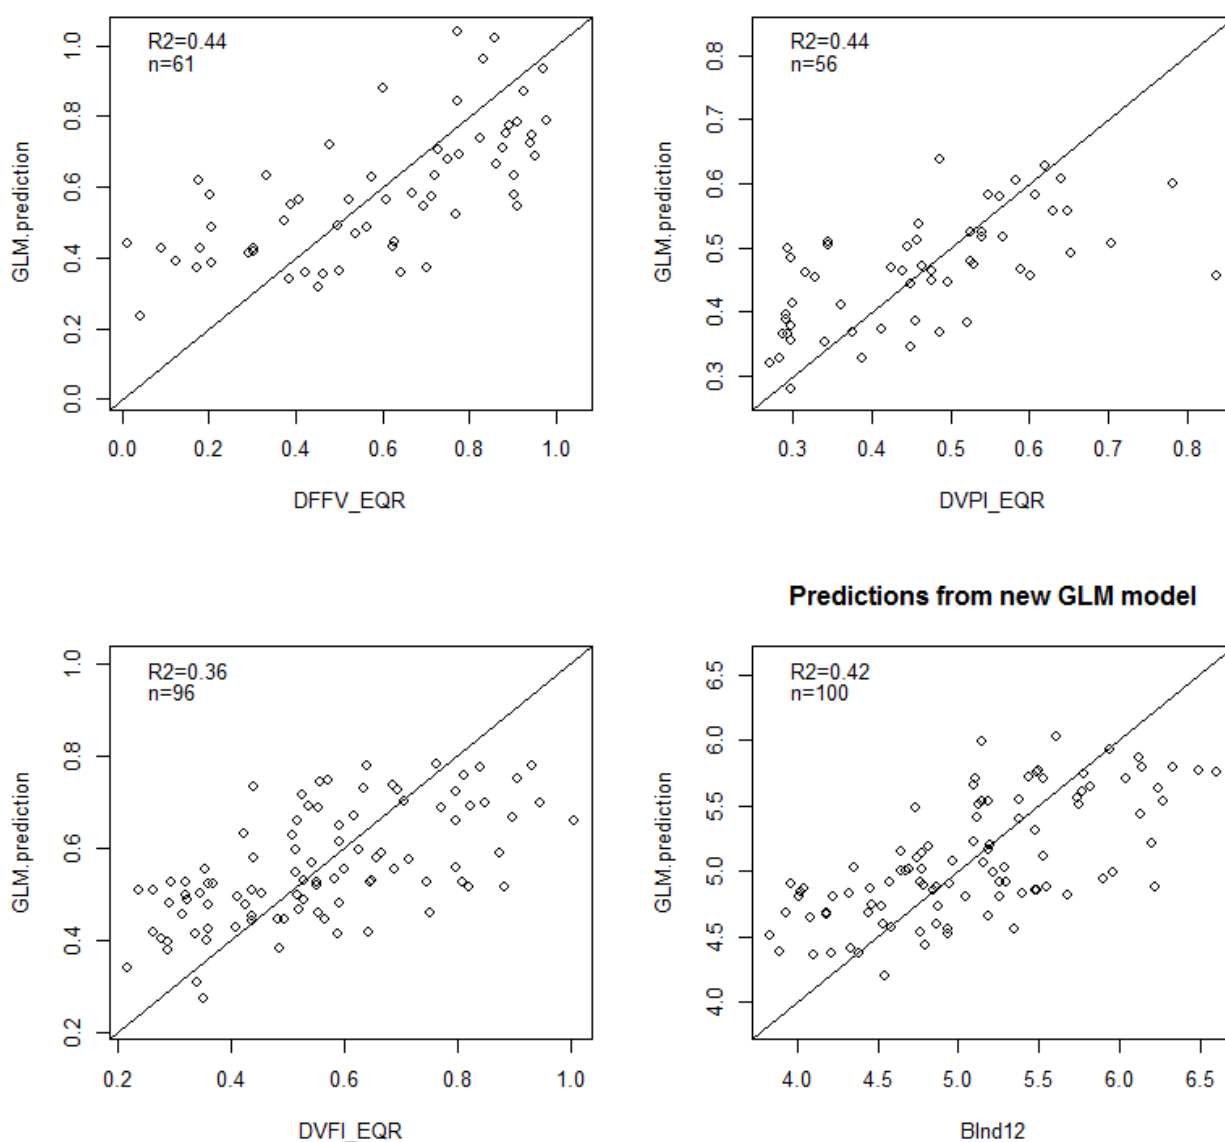 R2=0.44
n=61
GLM.prediction
0.0
0.2
0.4
0.6
0.8
1.0
0.0 0.2 0.4 0.6 0.8 1.0
DFFV_EQR
R2=0.44
n=56
GLM.prediction
0.3
0.4
0.5
0.6
0.7
0.8
0.3 0.4 0.5 0.6 0.7 0.8
DVPI_EQR
R2=0.36
n=96
GLM.prediction
0.2
0.4
0.6
0.8
1.0
0.2 0.4 0.6 0.8 1.0
DVFI_EQR
Predictions from new GLM model
R2=0.42
n=100
GLM.prediction
4.0
4.5
5.0
5.5
6.0
6.5
4.0 4.5 5.0 5.5 6.0 6.5
BInd12